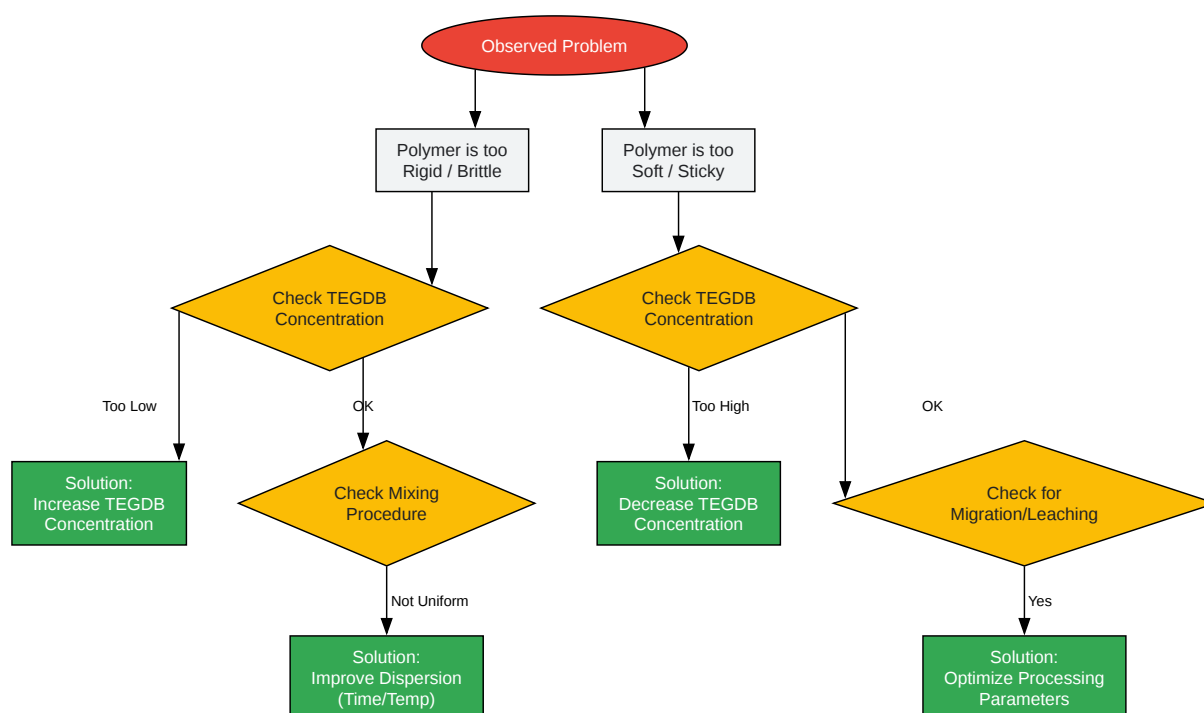 Observed Problem
Polymer is too
Rigid / Brittle
Polymer is too
Soft / Sticky
Check TEGDB
Concentration
Check TEGDB
Concentration
Too Low
OK
Too High
OK
Solution:
Increase TEGDB
Concentration
Check Mixing
Procedure
Solution:
Decrease TEGDB
Concentration
Check for
Migration/Leaching
Not Uniform
Yes
Solution:
Improve Dispersion
(Time/Temp)
Solution:
Optimize Processing
Parameters